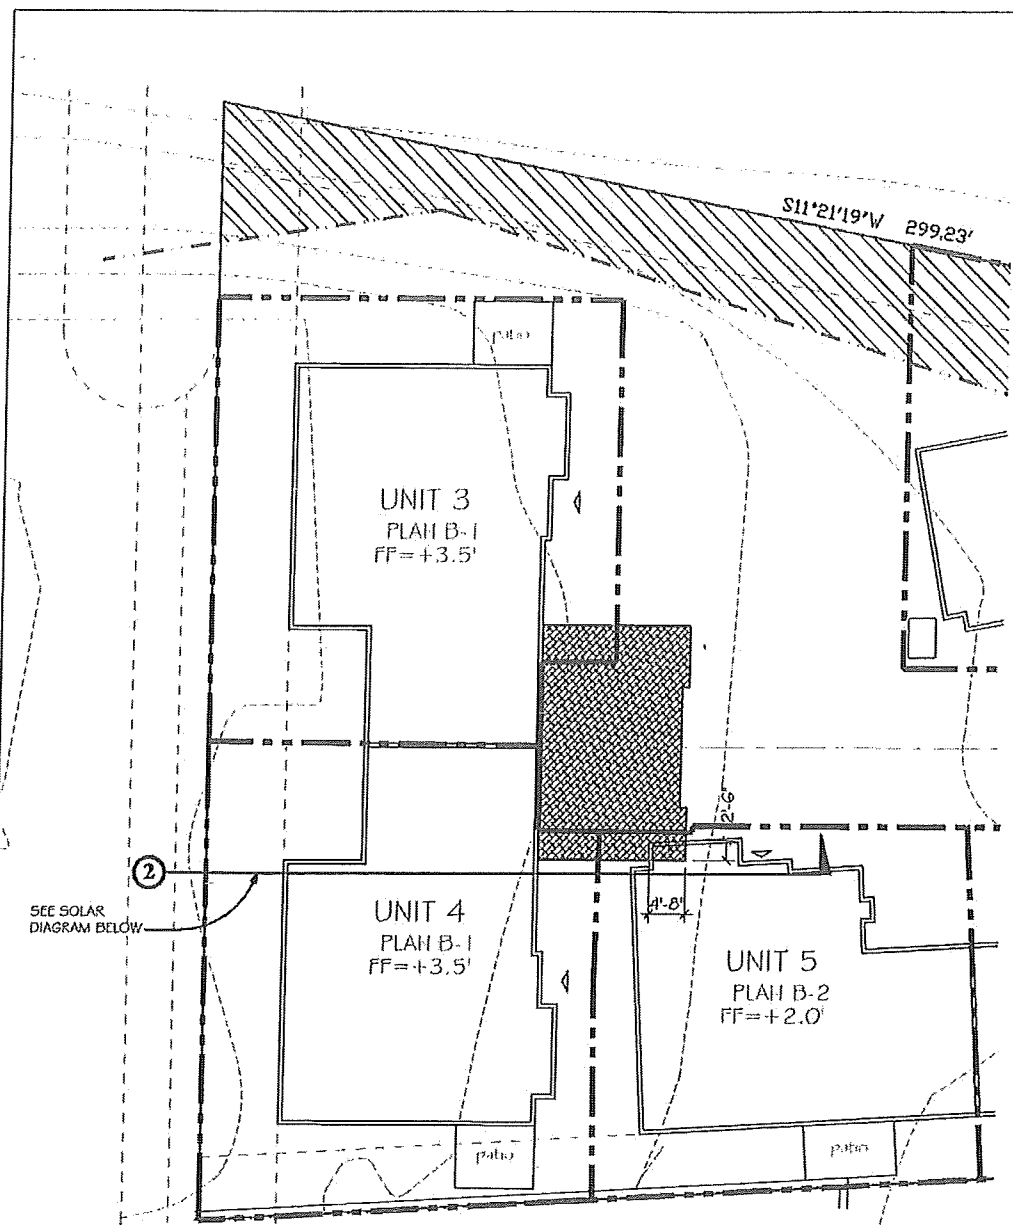 S11°21'19"W 299.23'
patio
UNIT 3
PLAN B-1
FF=+3.5'
2'-6"
2
SEE SOLAR
DIAGRAM BELOW
4'-8"
UNIT 4
PLAN B-1
FF=+3.5'
UNIT 5
PLAN B-2
FF=+2.0'
patio
patio